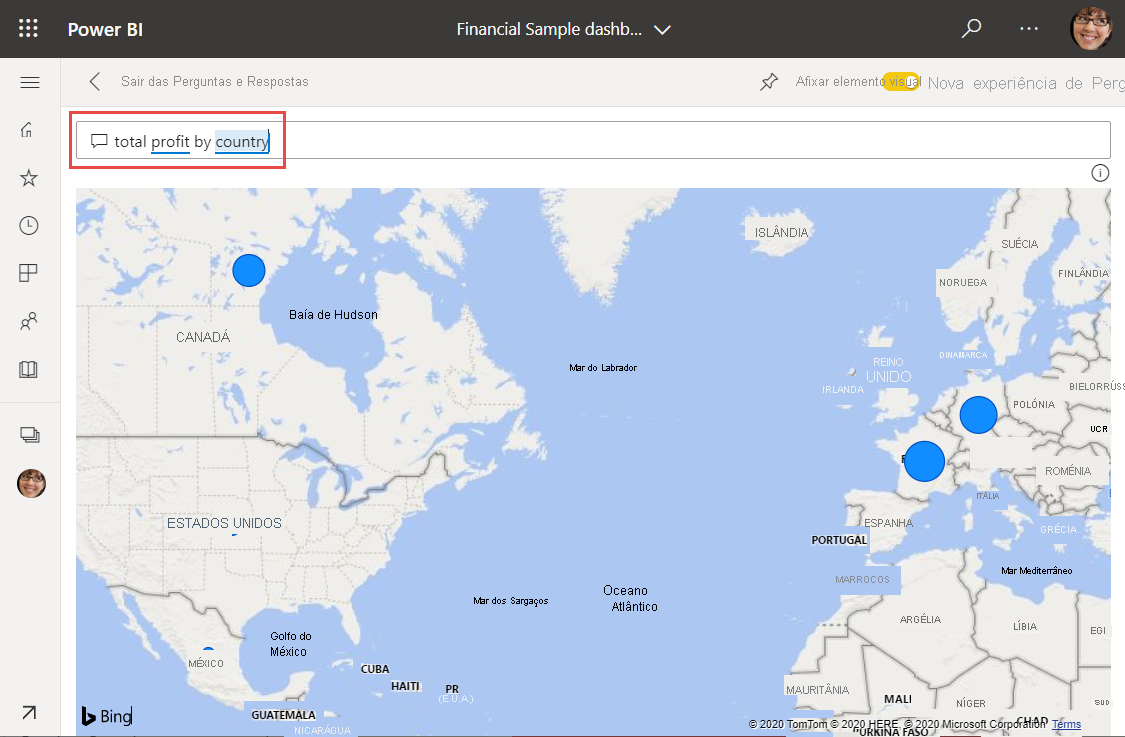 Power BI
Financial Sample dashb...
Sair das Perguntas e Respostas
Afixar elemento visual
Nova experiência de Perg
total profit by country
ISLÂNDIA
SUÉCIA
FINLÂNDIA
NORUEGA
Baía de Hudson
CANADÁ
DINAMARCA
REINO
UNIDO
Mar do Labrador
IRLANDA
BIELORRÚSS
POLÓNIA
UCR
ROMÉNIA
ITÁLIA
ESTADOS UNIDOS
ESPANHA
GRÉCIA
PORTUGAL
Mar Mediterrâneo
MARROCOS
Oceano
Atlântico
Mar dos Sargaços
ARGÉLIA
LÍBIA
EGI
Golfo do
México
MÉXICO
CUBA
HAITI
PR
(E.U.A.)
MAURITÂNIA
MALI
NÍGER
SUD
Bing
GUATEMALA
NICARÁGUA
CHAD
© 2020 TomTom © 2020 HERE, © 2020 Microsoft Corporation Terms
BURKINA FASO